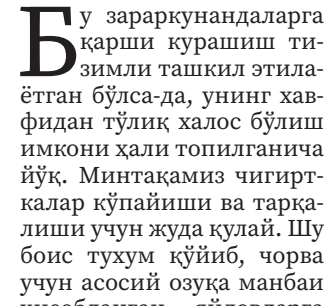 Бу зараркунандаларга
қарши курашиш ти-
зимли ташкил этила-
ётган бўлса-да, унинг хав-
фидан тўлиқ халос бўлиш
имкони ҳали топилганича
йўқ. Минтақамиз чигирт-
калар кўпайиши ва тарқа-
лиши учун жуда қулай. Шу
боис тухум қўйиб, чорва
учун асосий озуқа манбаи